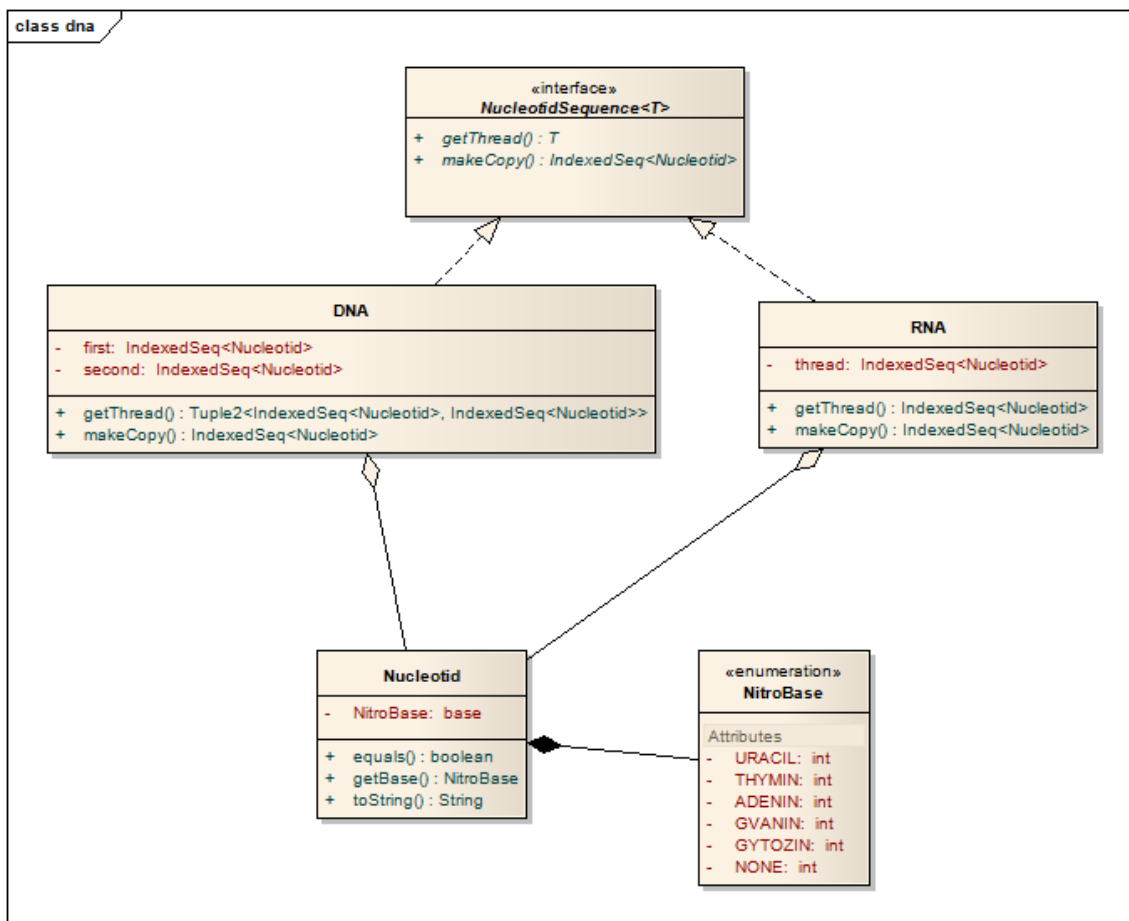 class dna
«interface»
NucleotidSequence<T>
+ getThread() : T
+ makeCopy() : IndexedSeq<Nucleotid>
DNA
- first: IndexedSeq<Nucleotid>
- second: IndexedSeq<Nucleotid>
+ getThread() : Tuple2<IndexedSeq<Nucleotid>, IndexedSeq<Nucleotid>>
+ makeCopy() : IndexedSeq<Nucleotid>
RNA
- thread: IndexedSeq<Nucleotid>
+ getThread() : IndexedSeq<Nucleotid>
+ makeCopy() : IndexedSeq<Nucleotid>
Nucleotid
- NitroBase: base
+ equals() : boolean
+ getBase() : NitroBase
+ toString() : String
«enumeration»
NitroBase
Attributes
- URACIL: int
- THYMIN: int
- ADENIN: int
- GVANIN: int
- GYTOZIN: int
- NONE: int